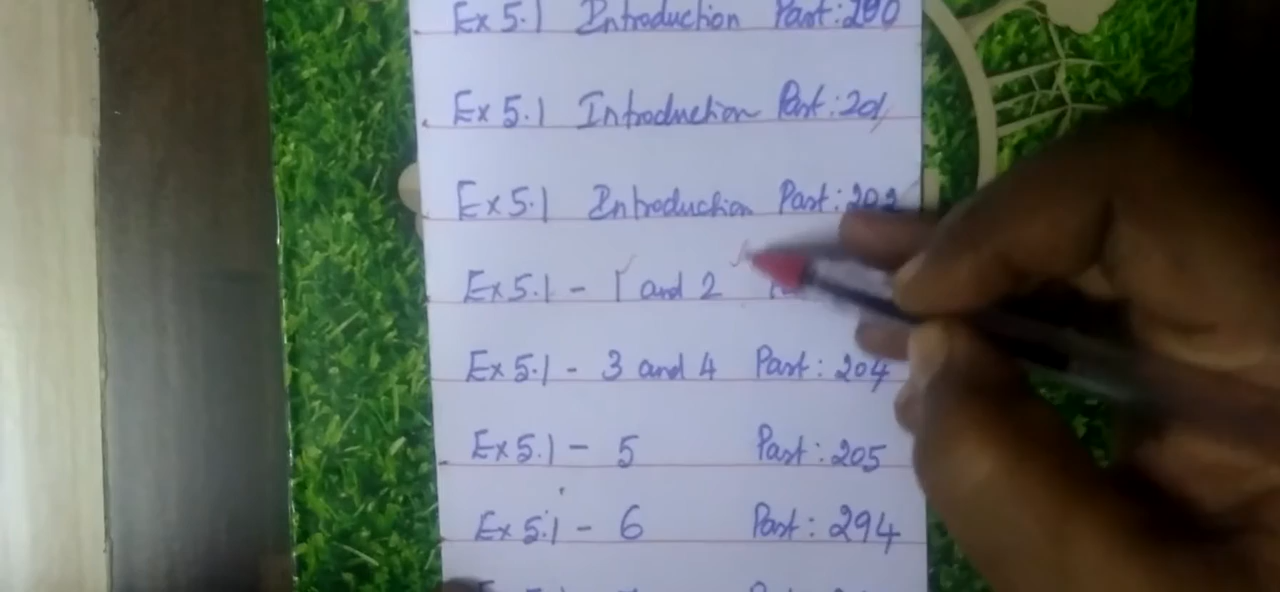 Ex 5.1 Introduction Part: 200
Ex 5.1 Introduction Part: 201
Ex 5.1 Introduction Part: 202
Ex 5.1 - 1 and 2
Ex 5.1 - 3 and 4 Part: 204
Ex 5.1 - 5 Part: 205
Ex 5.1 - 6 Part: 294